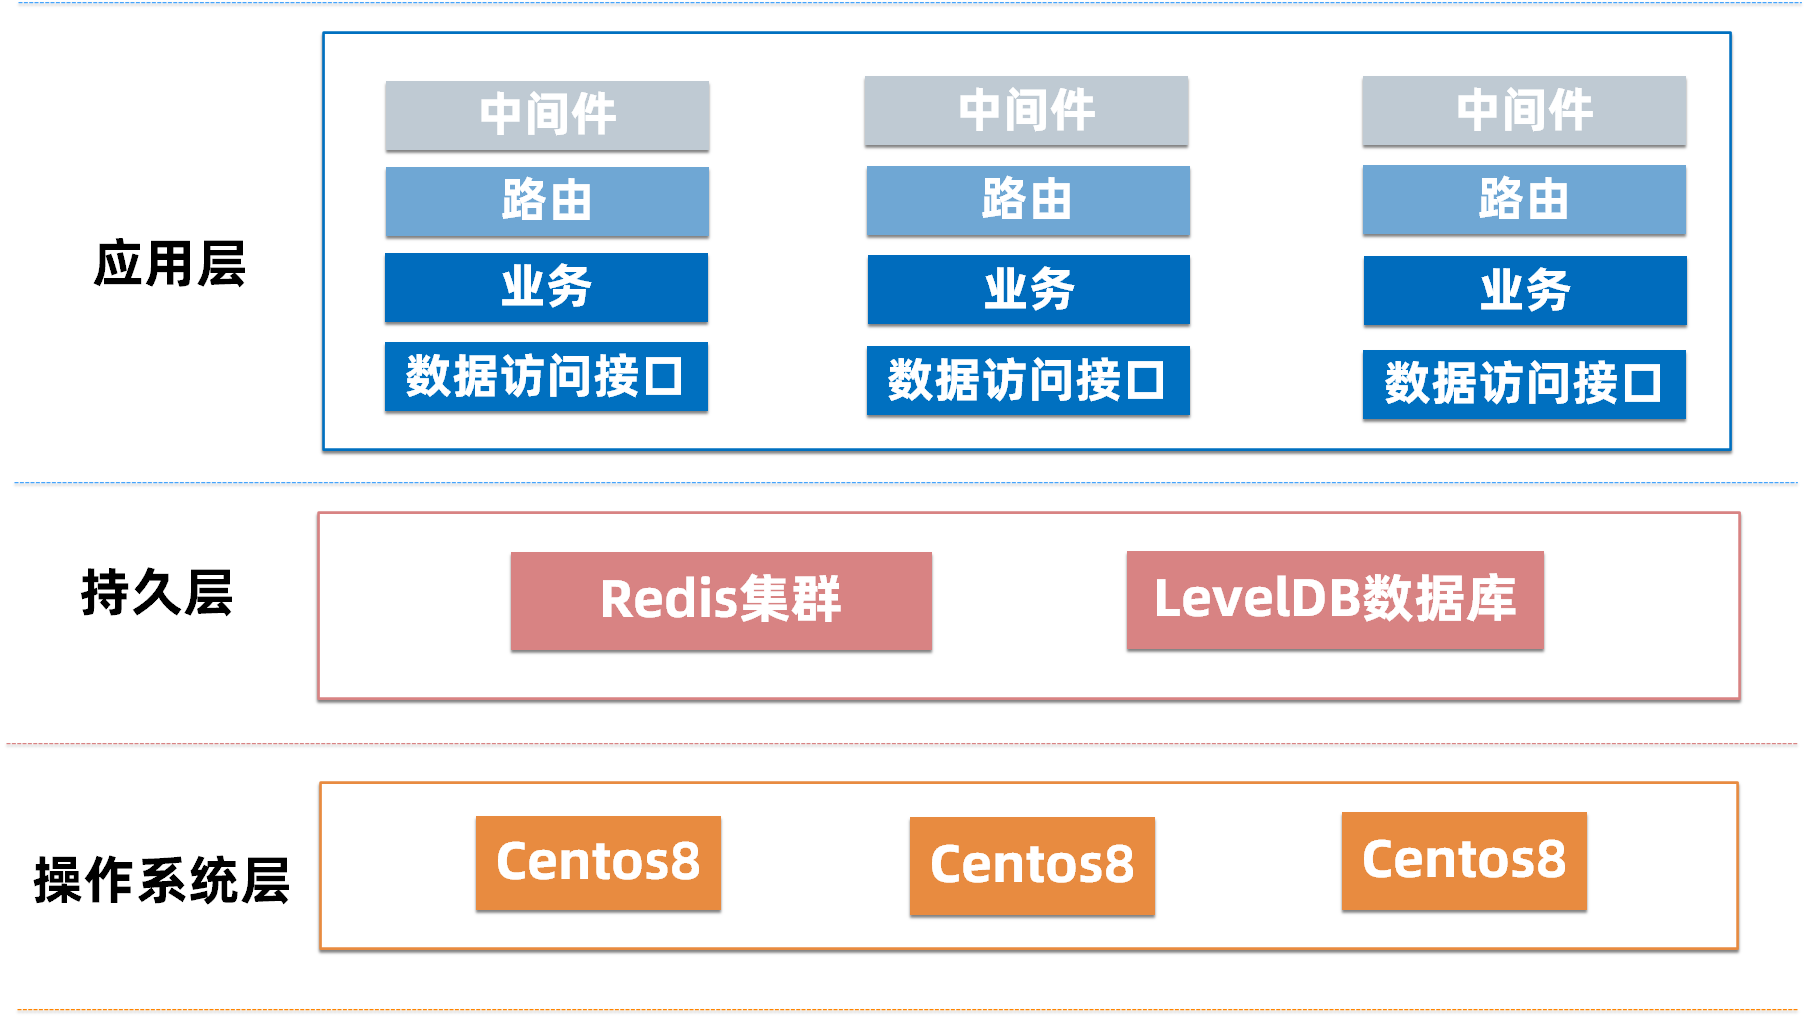 应用层
中间件
路由
业务
数据访问接口
中间件
路由
业务
数据访问接口
中间件
路由
业务
数据访问接口
持久层
Redis集群
LevelDB数据库
操作系统层
Centos8
Centos8
Centos8